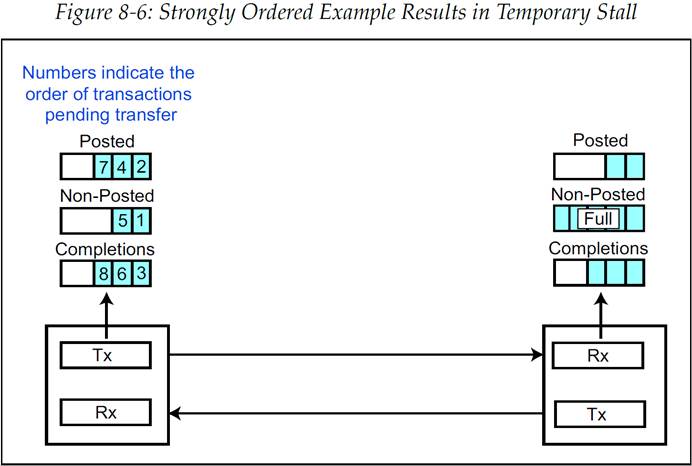 Figure 8-6: Strongly Ordered Example Results in Temporary Stall
Numbers indicate the
order of transactions
pending transfer
Posted
7 4 2
Non-Posted
5 1
Completions
8 6 3
Tx
Rx
Posted
Non-Posted
Full
Completions
Rx
Tx